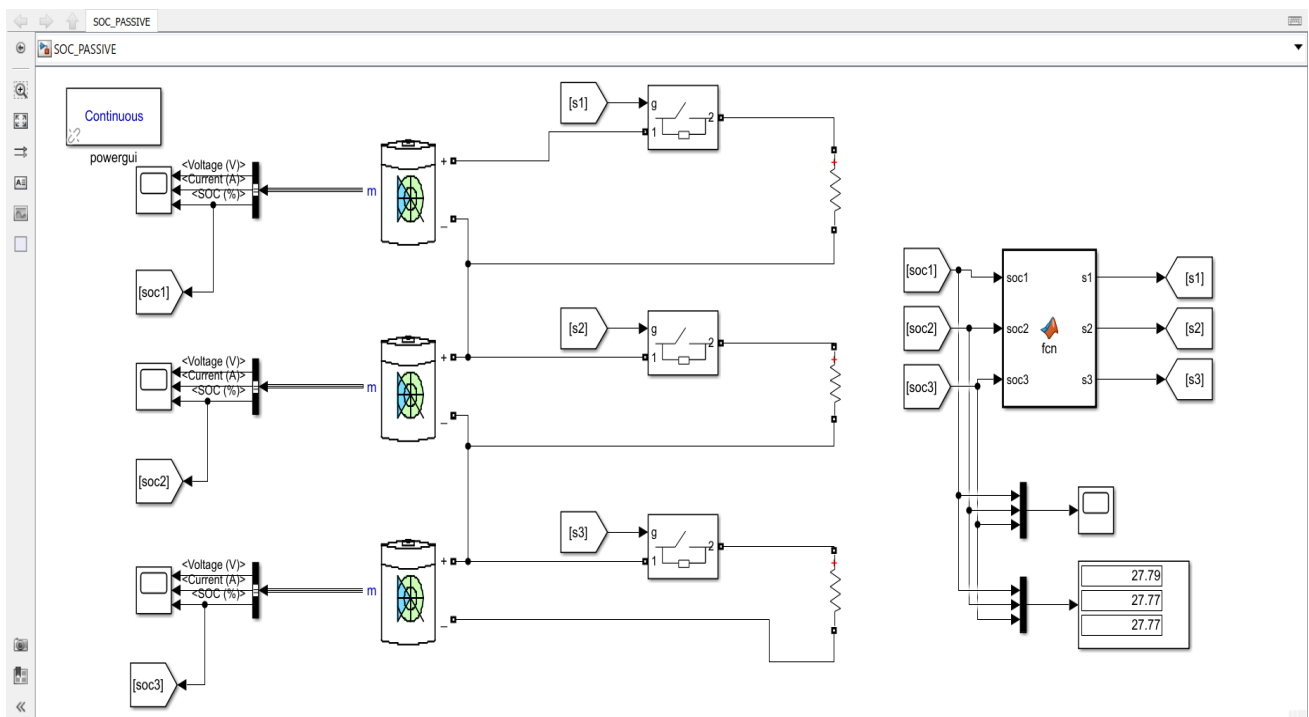 SOC_PASSIVE
SOC_PASSIVE
Continuous
powergui
<Voltage (V)>
<Current (A)>
<SOC (%)>
m
+
_
[s1]
g
1
2
+
[soc1]
<Voltage (V)>
<Current (A)>
<SOC (%)>
m
+
_
[s2]
g
1
2
+
[soc2]
<Voltage (V)>
<Current (A)>
<SOC (%)>
m
+
_
[s3]
g
1
2
+
[soc3]
[soc1]
[soc2]
[soc3]
soc1
soc2
soc3
fcn
s1
s2
s3
[s1]
[s2]
[s3]
27.79
27.77
27.77